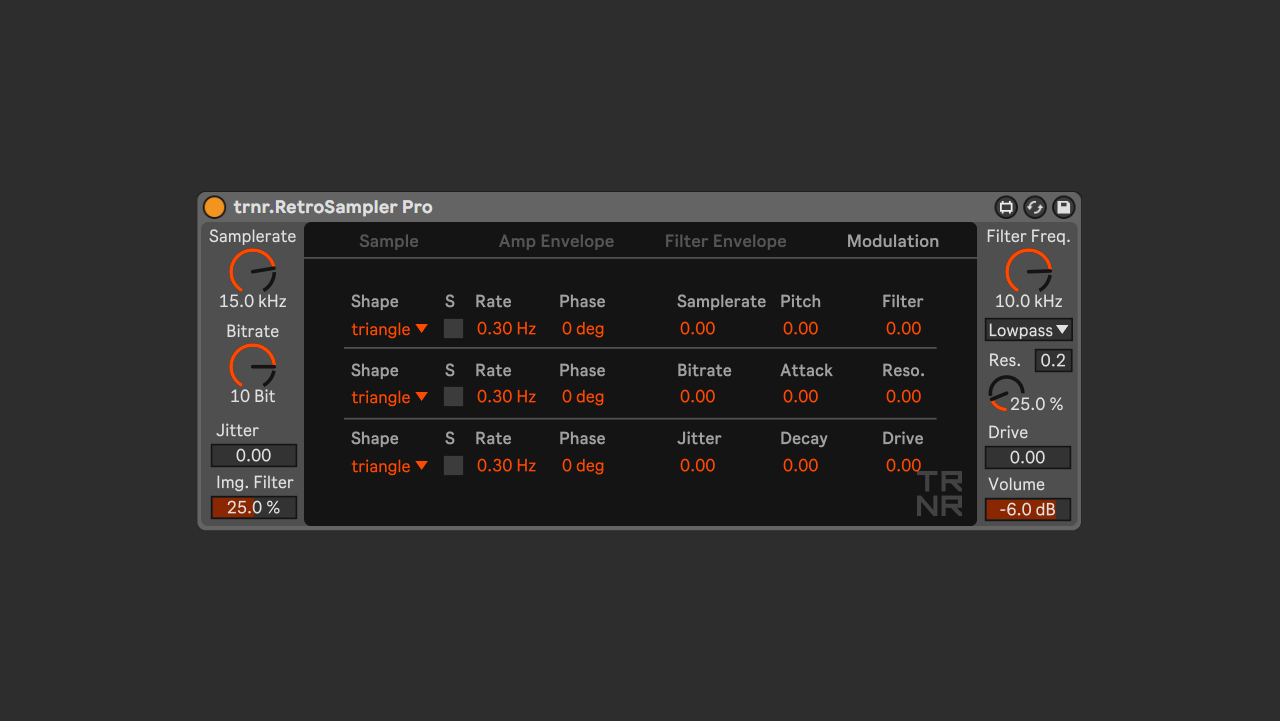 trnr.RetroSampler Pro
Samplerate
15.0 kHz
Bitrate
10 Bit
Jitter
0.00
Img. Filter
25.0 %
Sample Amp Envelope Filter Envelope Modulation
Shape S Rate Phase Samplerate Pitch Filter
triangle 0.30 Hz 0 deg 0.00 0.00 0.00
Shape S Rate Phase Bitrate Attack Reso.
triangle 0.30 Hz 0 deg 0.00 0.00 0.00
Shape S Rate Phase Jitter Decay Drive
triangle 0.30 Hz 0 deg 0.00 0.00 0.00
TR
NR
Filter Freq.
10.0 kHz
Lowpass
Res. 0.2
25.0 %
Drive
0.00
Volume
-6.0 dB